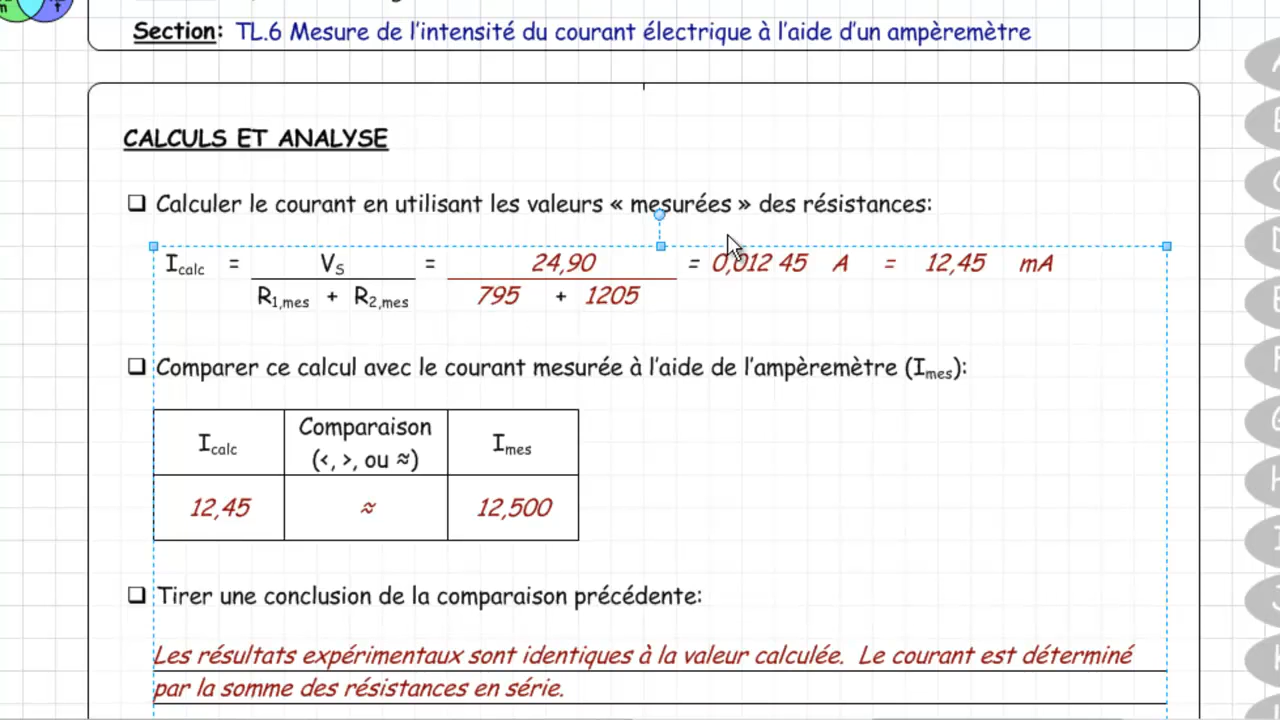 Section: TL.6 Mesure de l'intensité du courant électrique à l'aide d'un ampèremètre
CALCULS ET ANALYSE
❑ Calculer le courant en utilisant les valeurs « mesurées » des résistances:
Icalc = VS = 24,90 = 0,012 45 A = 12,45 mA
R1,mes + R2,mes 795 + 1205
❑ Comparer ce calcul avec le courant mesurée à l'aide de l'ampèremètre (Imes):
Icalc Comparaison Imes
(<, >, ou ≈)
12,45 ≈ 12,500
❑ Tirer une conclusion de la comparaison précédente:
Les résultats expérimentaux sont identiques à la valeur calculée. Le courant est déterminé
par la somme des résistances en série.